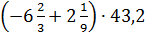 (−6 2/3 + 2 1/9) · 43,2